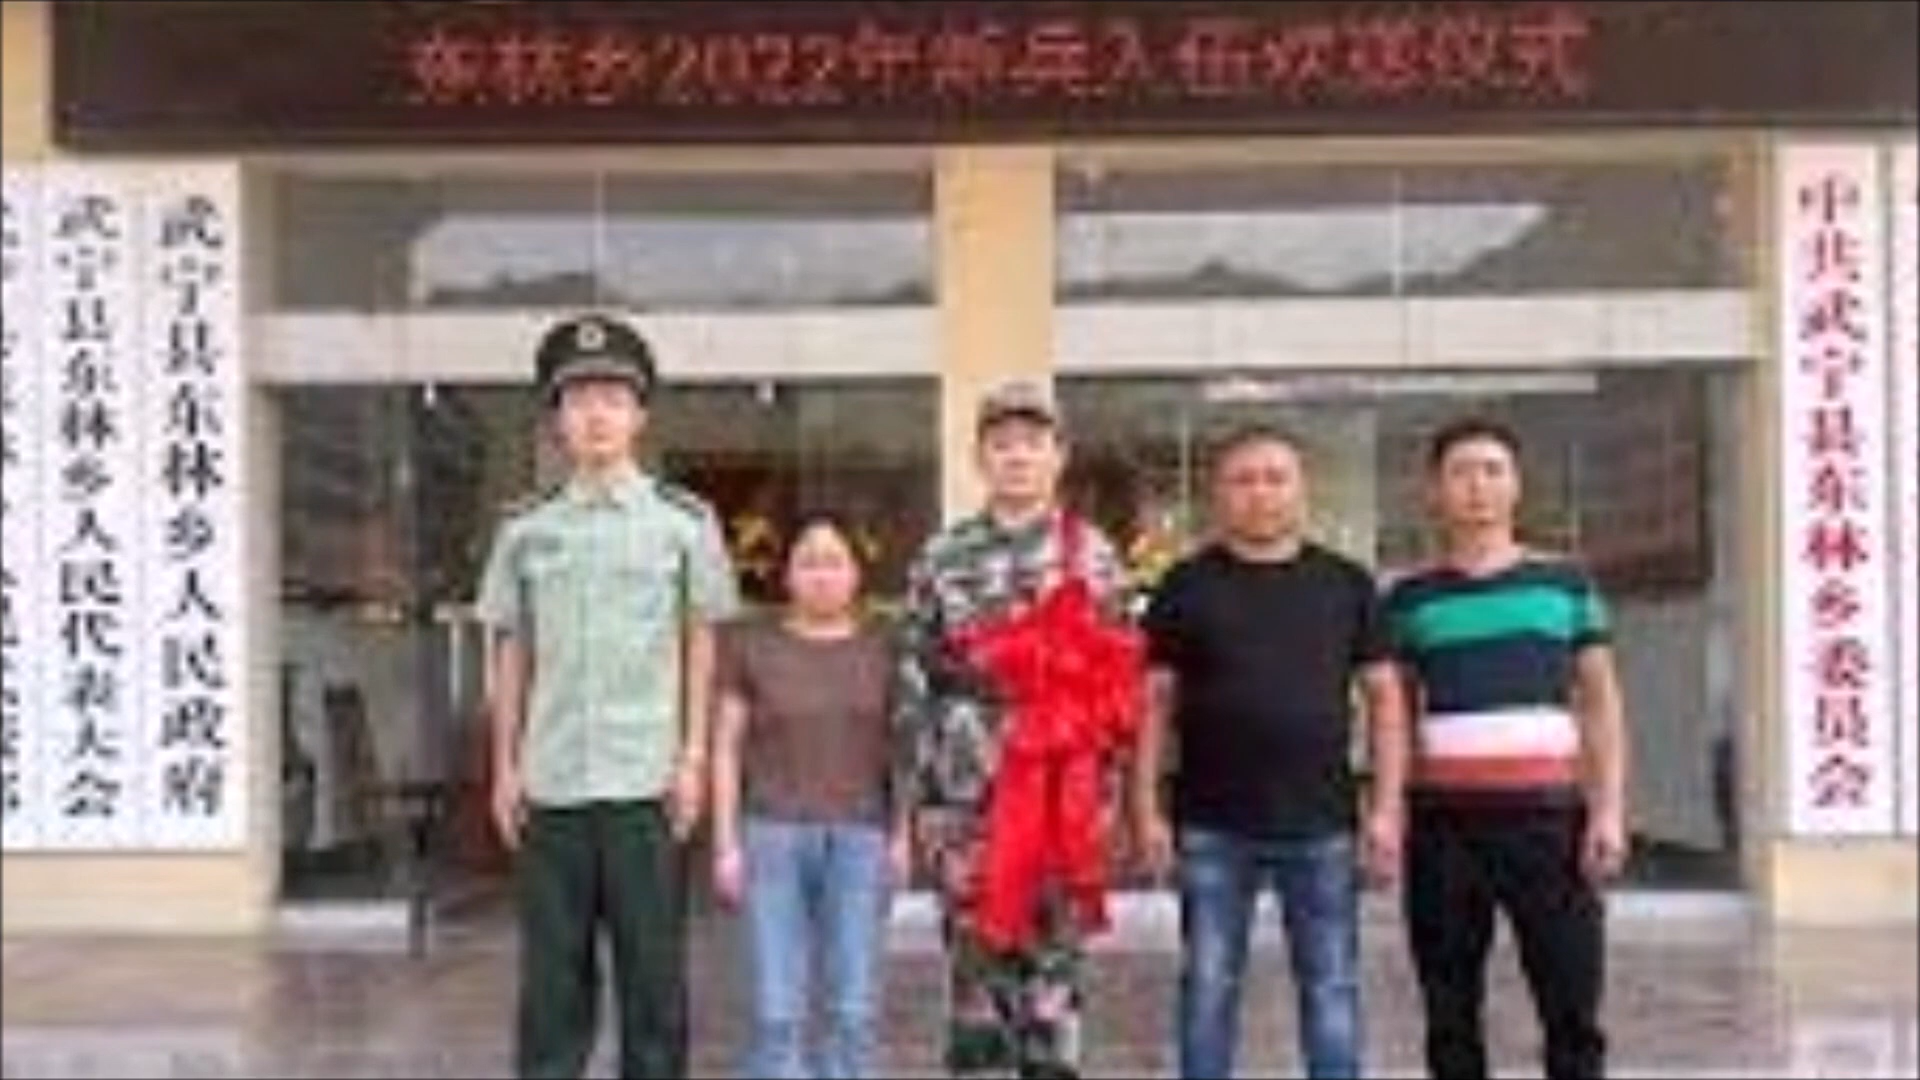 东林乡2022年新兵入伍欢送仪式
武宁县东林乡人民代表大会
武宁县东林乡人民政府
中共武宁县东林乡委员会